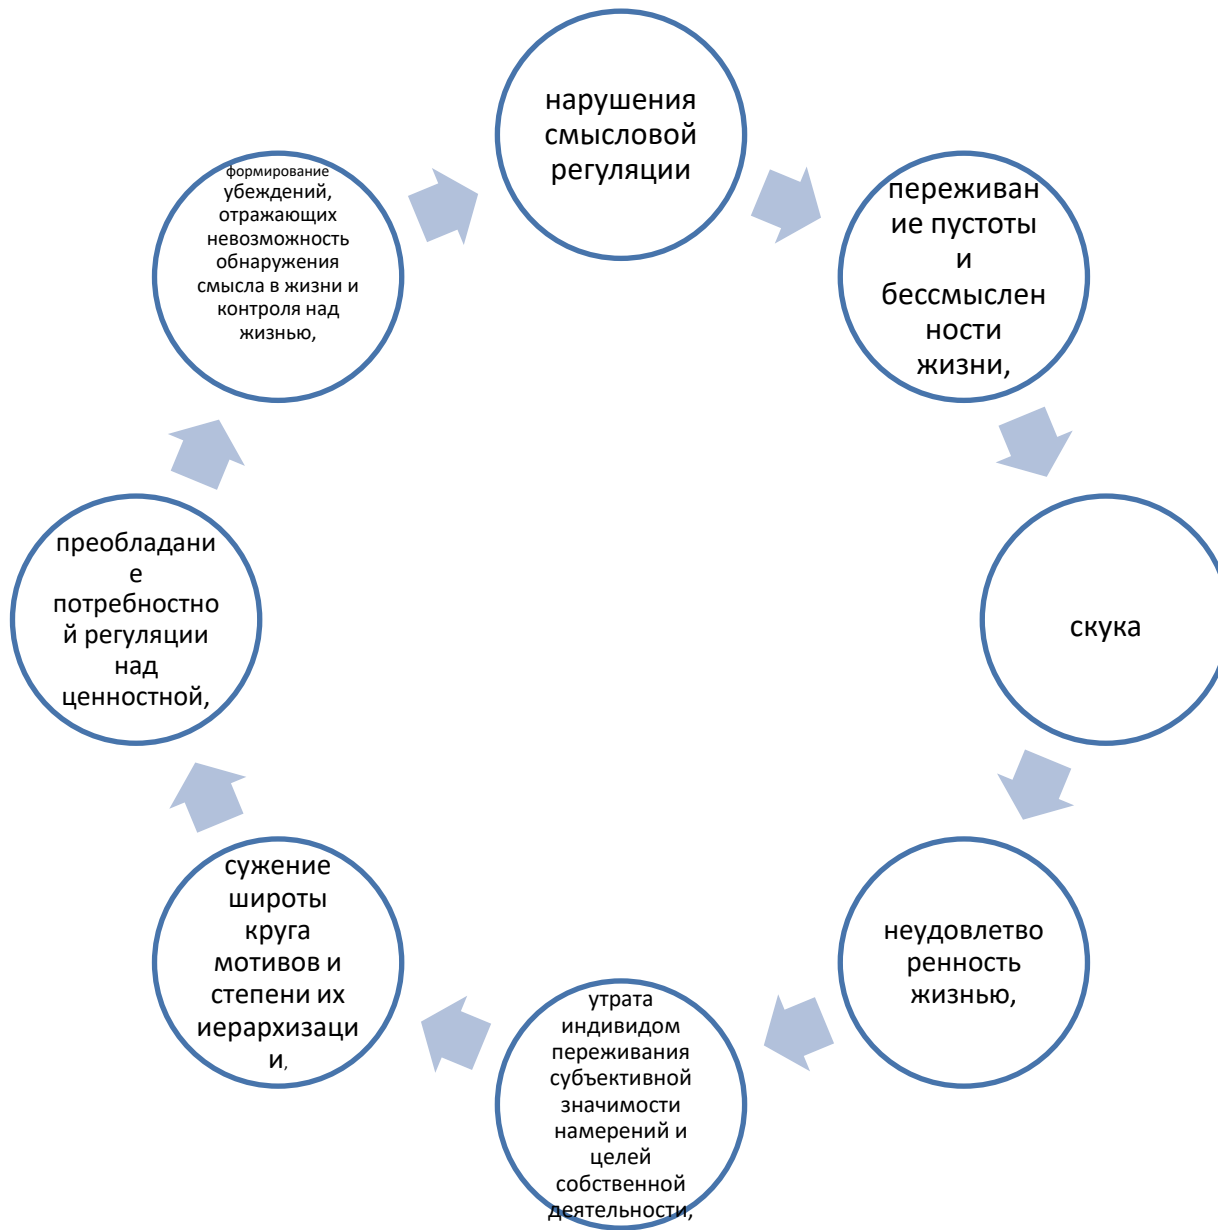 нарушения
смысловой
регуляции
переживан
ие пустоты
и
бессмыслен
ности
жизни,
скука
неудовлетво
ренность
жизнью,
утрата
индивидом
переживания
субъективной
значимости
намерений и
целей
собственной
деятельности,
сужение
широты
круга
мотивов и
степени их
иерархизаци
и,
преобладани
е
потребностно
й регуляции
над
ценностной,
формирование
убеждений,
отражающих
невозможность
обнаружения
смысла в жизни и
контроля над
жизнью,